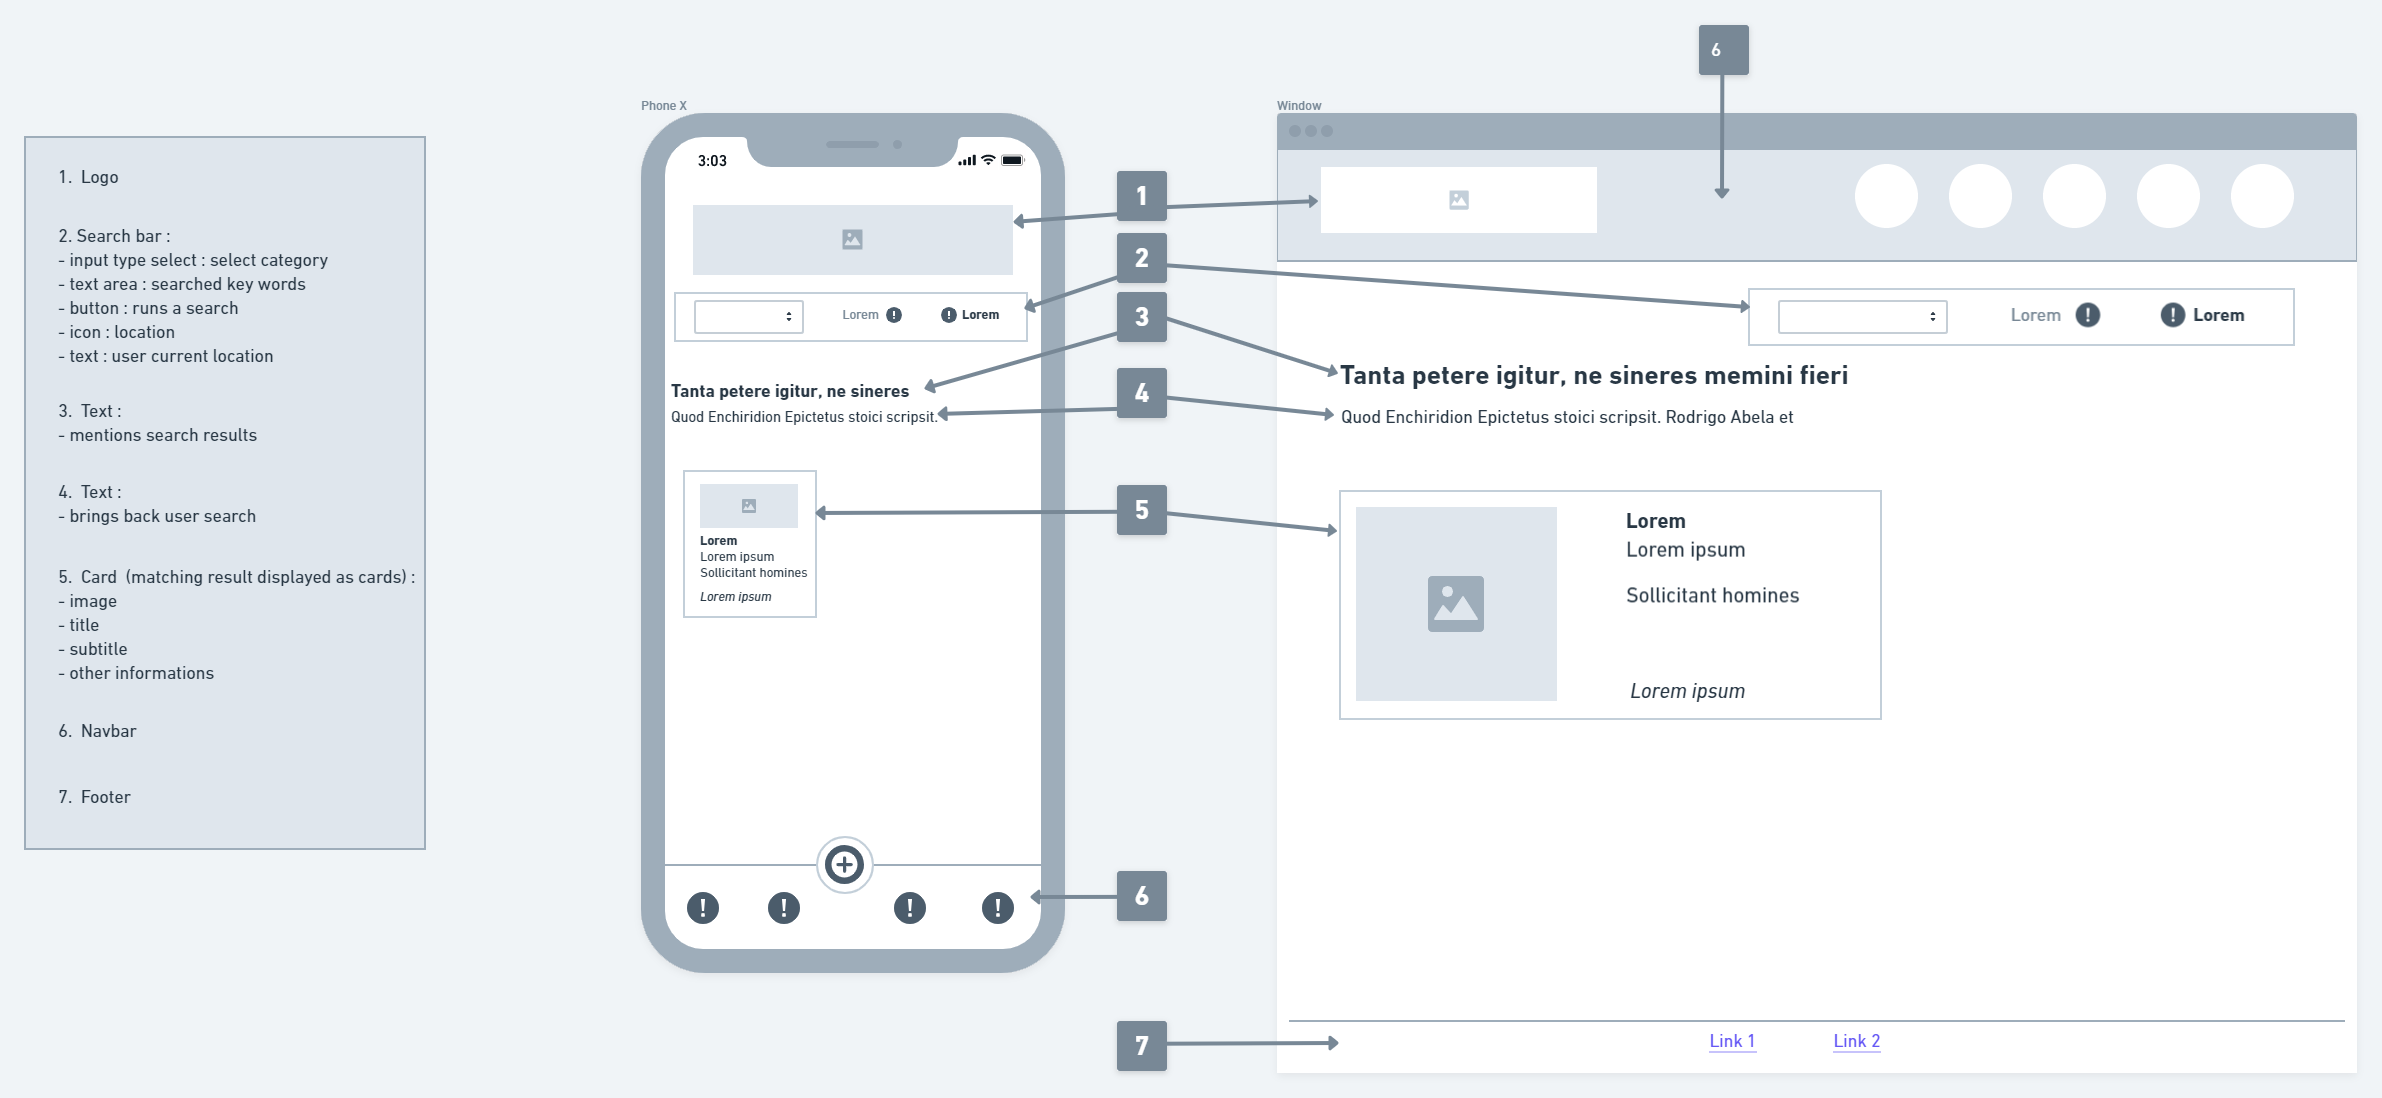 1. Logo
2. Search bar :
- input type select : select category
- text area : searched key words
- button : runs a search
- icon : location
- text : user current location
3. Text :
- mentions search results
4. Text :
- brings back user search
5. Card (matching result displayed as cards) :
- image
- title
- subtitle
- other informations
6. Navbar
7. Footer
Phone X
3:03
Lorem
Lorem
Tanta petere igitur, ne sineres
Quod Enchiridion Epictetus stoici scripsit.
Lorem
Lorem ipsum
Sollicitant homines
Lorem ipsum
1
2
3
4
5
6
7
6
Window
Lorem
Lorem
Tanta petere igitur, ne sineres memini fieri
Quod Enchiridion Epictetus stoici scripsit. Rodrigo Abela et
Lorem
Lorem ipsum
Sollicitant homines
Lorem ipsum
Link 1
Link 2